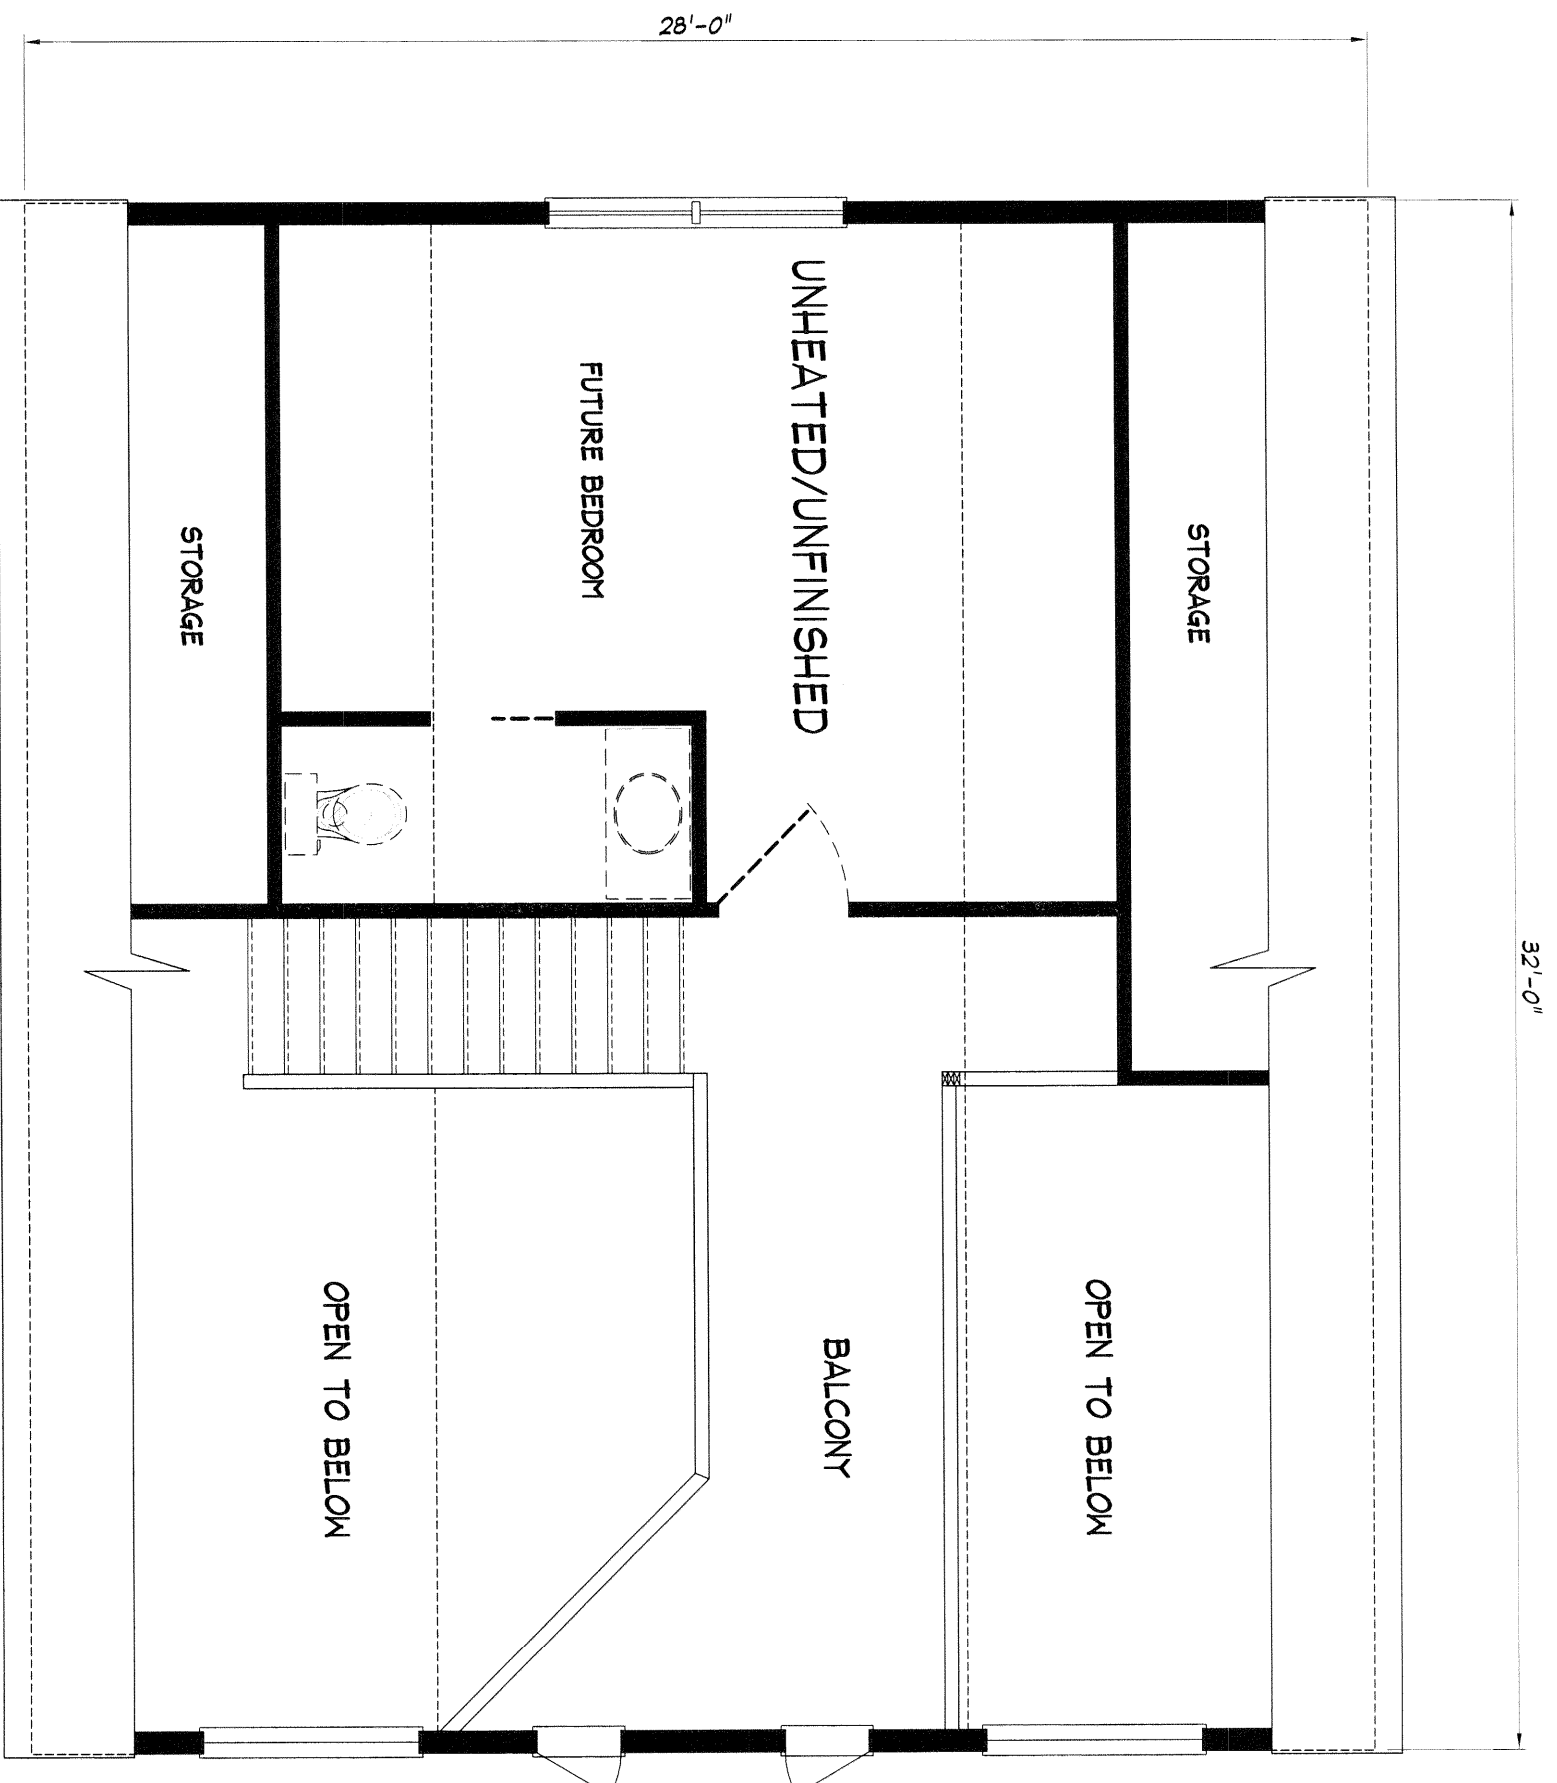 28'-0"
UNHEATED/UNFINISHED
FUTURE BEDROOM
STORAGE
STORAGE
32'-0"
OPEN TO BELOW
BALCONY
OPEN TO BELOW